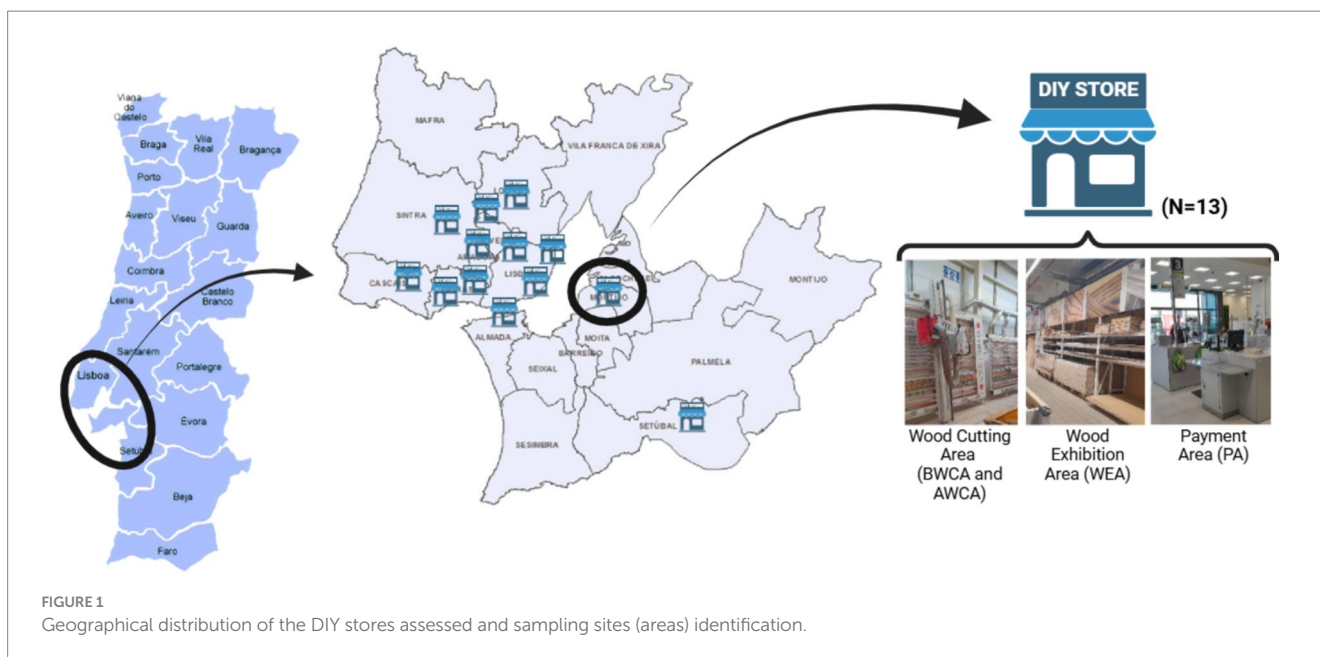 Viana
do
Castelo
Braga
Vila
Real
Bragança
Porto
Aveiro
Viseu
Guarda
Coimbra
Castelo
Branco
Leiria
Santarém
Lisboa
Portalegre
Évora
Beja
Faro
MAFRA
VILA FRANCA DE XIRA
SINTRA
CASCAIS
ALMADA
SEIXAL
SESIMBRA
MOITA
BARREIRO
PALMELA
MONTIJO
SETÚBAL
DIY STORE
(N=13)
3
Wood Cutting
Area
(BWCA and
AWCA)
Wood
Exhibition
Area (WEA)
Payment
Area (PA)
FIGURE 1
Geographical distribution of the DIY stores assessed and sampling sites (areas) identification.